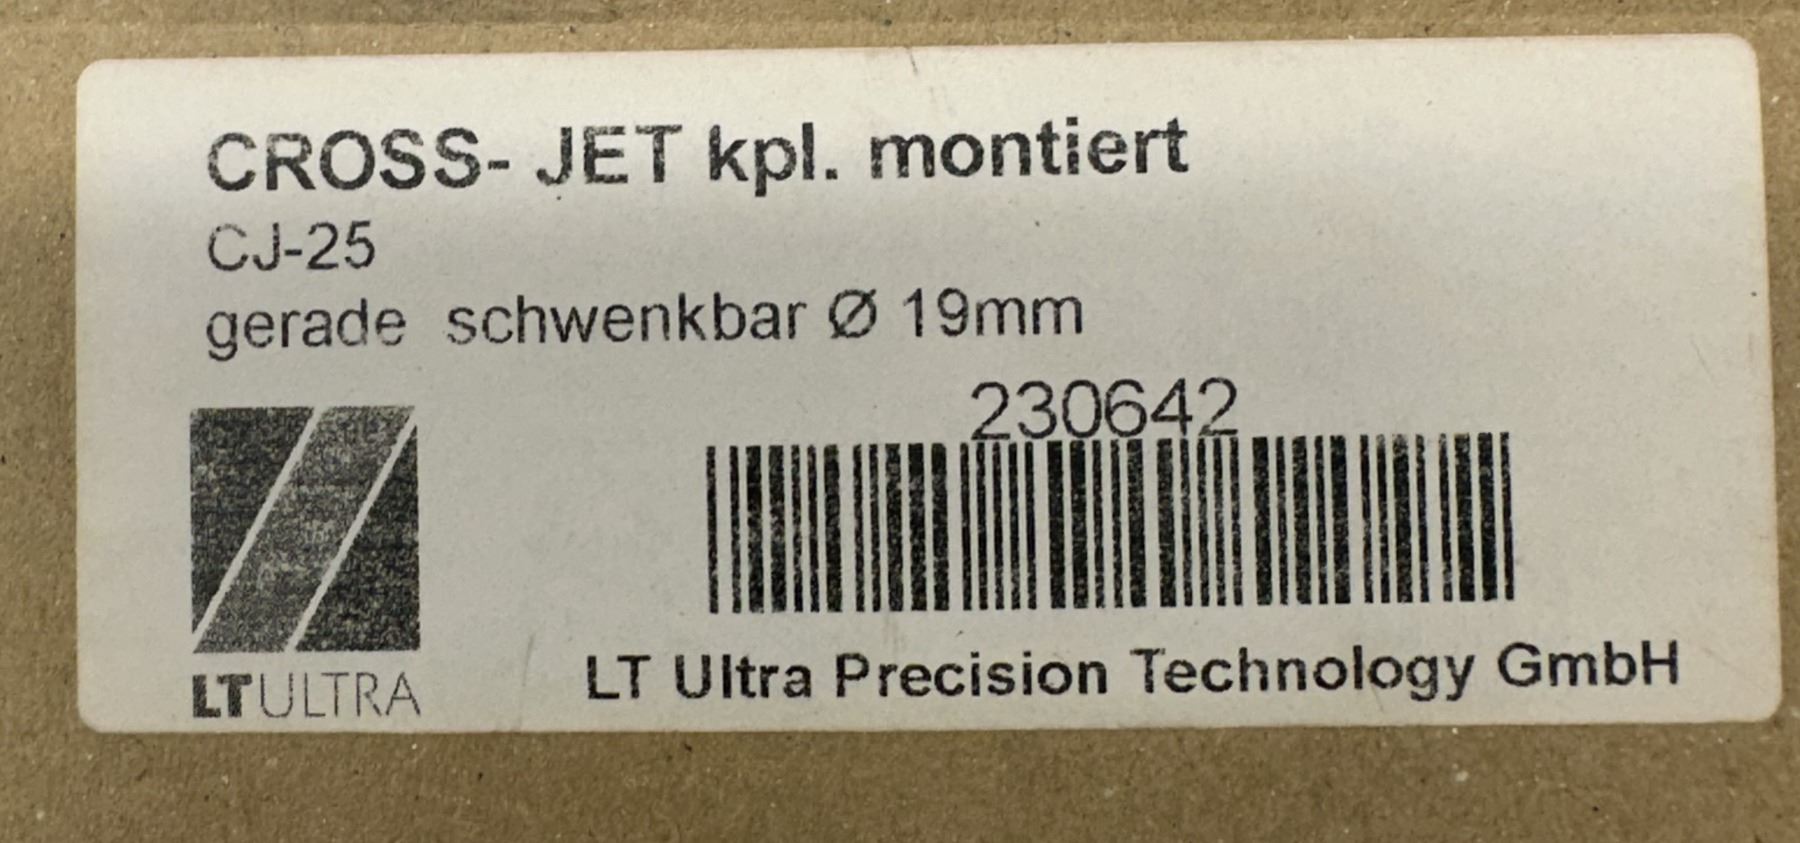 CROSS- JET kpl. montiert
CJ-25
gerade schwenkbar Ø 19mm
230642
LTULTRA
LT Ultra Precision Technology GmbH